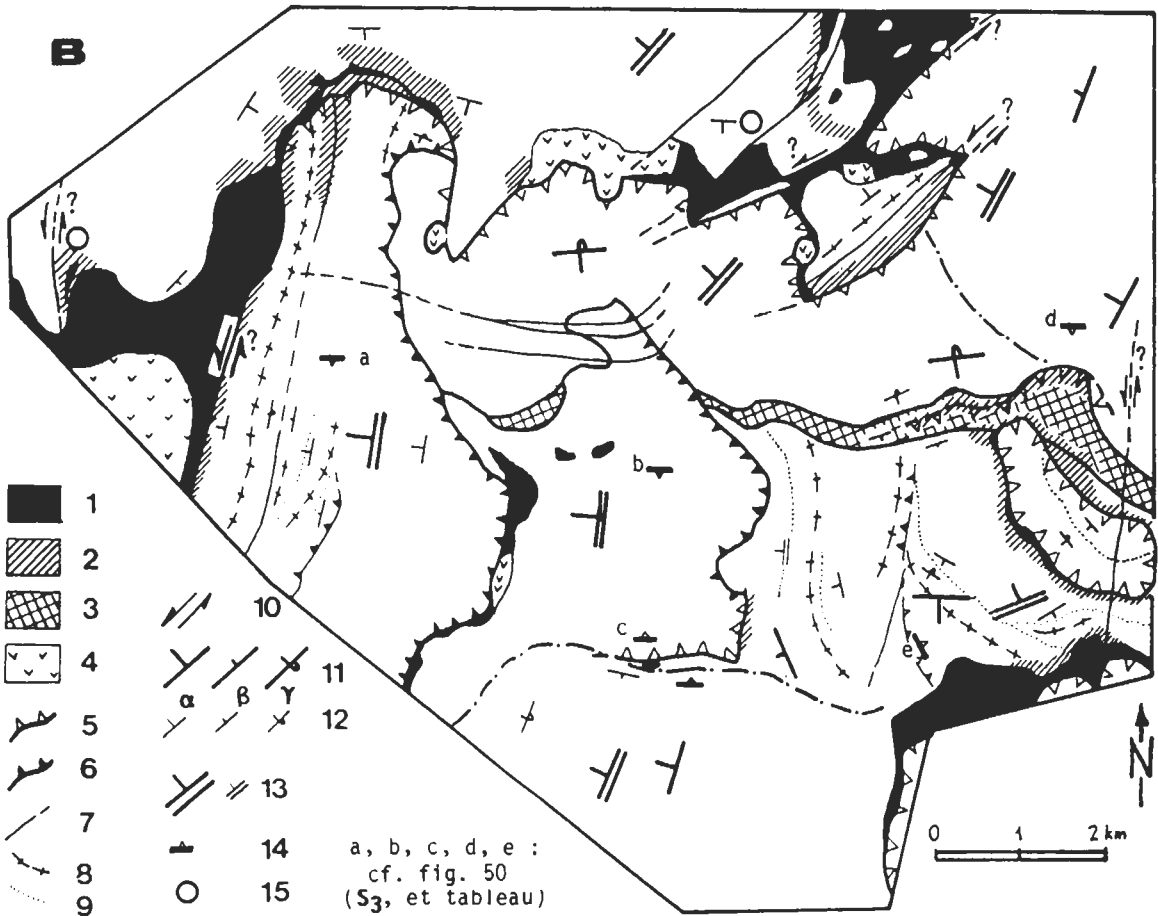 B
?
?
?
?
?
?
?
d
a
b
c
e
1
2
3
4
5
6
7
8
9
10
11
α β γ
12
13
14
15
a, b, c, d, e :
cf. fig. 50
(S3, et tableau)
N
0 1 2 km